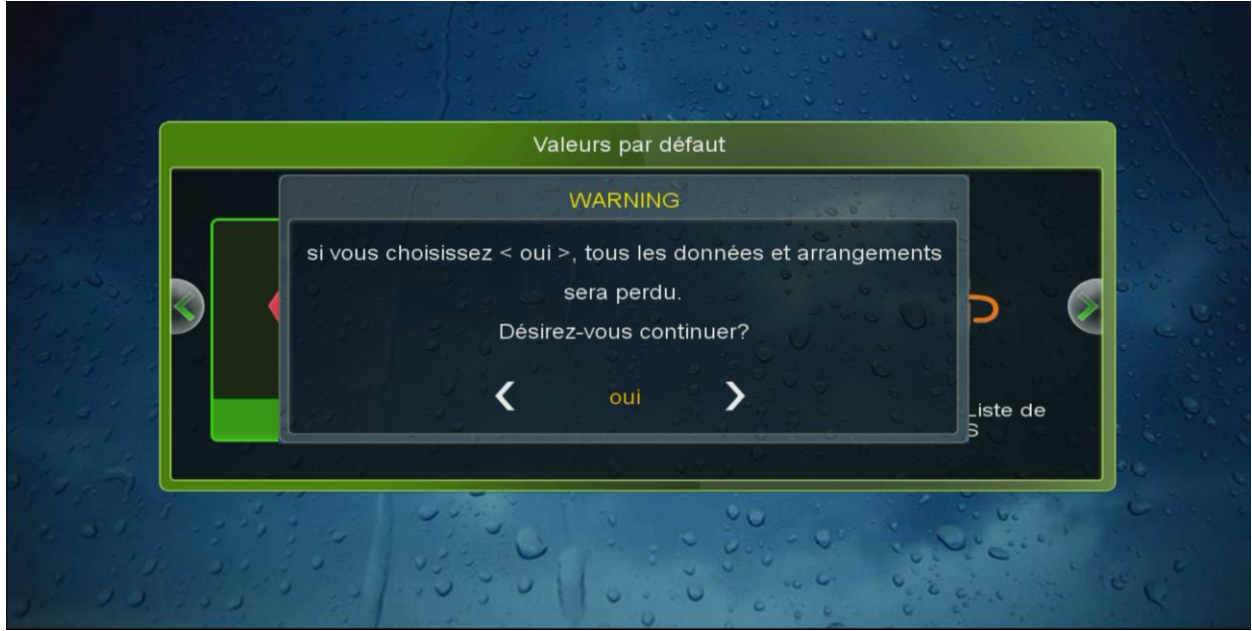 Valeurs par défaut
WARNING
si vous choisissez < oui >, tous les données et arrangements
sera perdu.
Désirez-vous continuer?
oui
Liste de
S